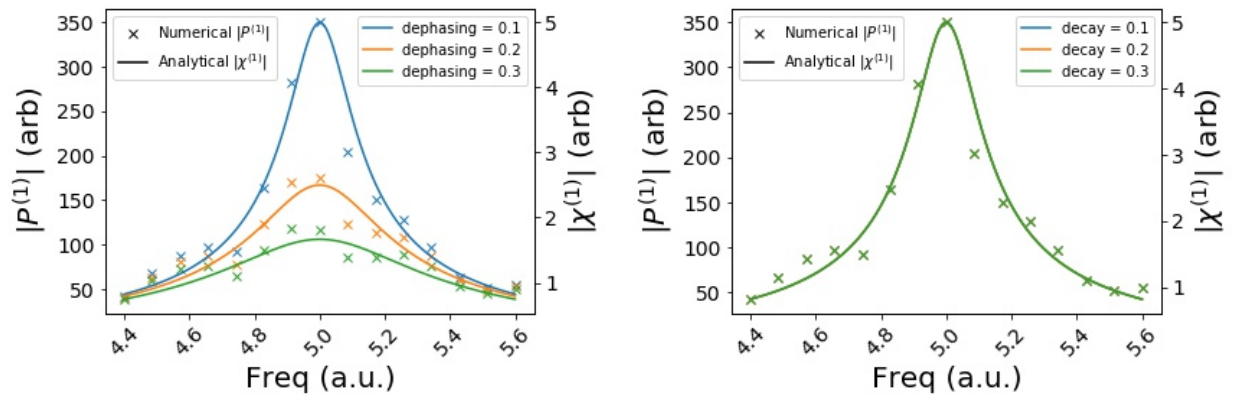 350
300
250
200
150
100
50
|P⁽¹⁾| (arb)
Numerical |P⁽¹⁾|
Analytical |χ⁽¹⁾|
dephasing = 0.1
dephasing = 0.2
dephasing = 0.3
5
4
3
2
1
|χ⁽¹⁾| (arb)
4.4 4.6 4.8 5.0 5.2 5.4 5.6
Freq (a.u.)
350
300
250
200
150
100
50
|P⁽¹⁾| (arb)
Numerical |P⁽¹⁾|
Analytical |χ⁽¹⁾|
decay = 0.1
decay = 0.2
decay = 0.3
5
4
3
2
1
|χ⁽¹⁾| (arb)
4.4 4.6 4.8 5.0 5.2 5.4 5.6
Freq (a.u.)